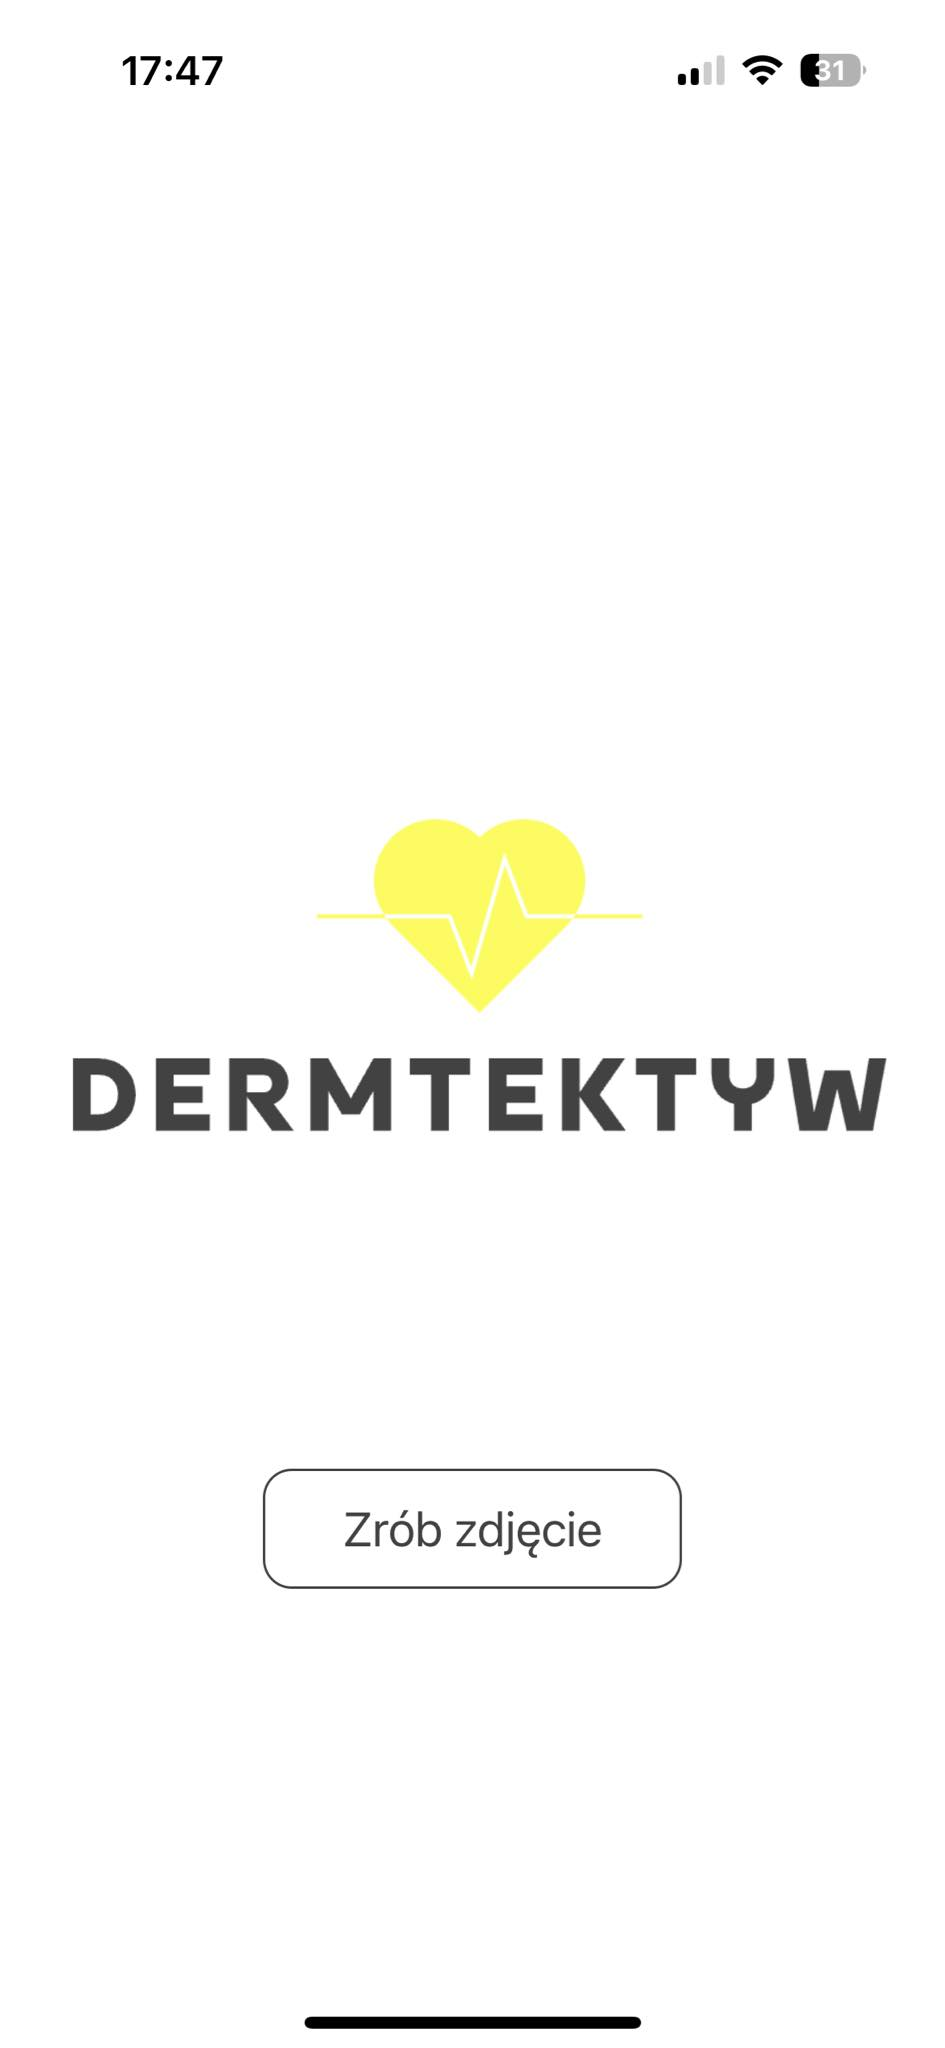 17:47
31
DERMTEKTYW
Zrób zdjęcie